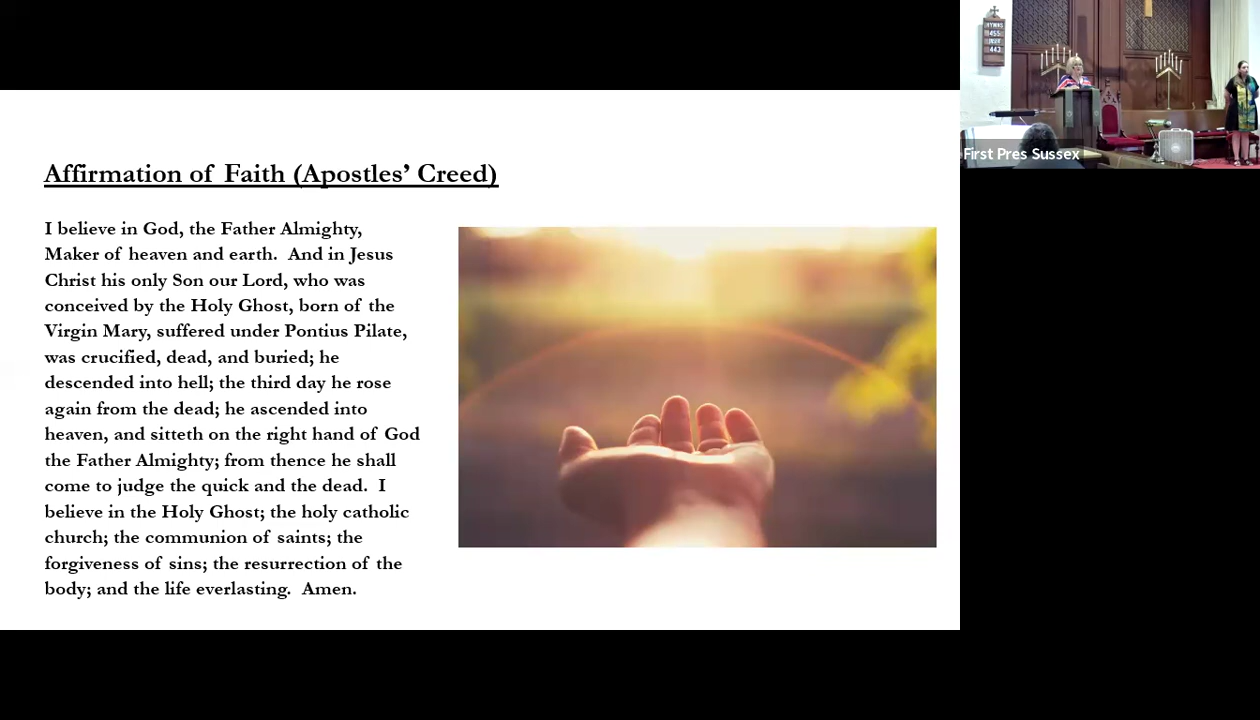 Affirmation of Faith (Apostles’ Creed)
I believe in God, the Father Almighty,
Maker of heaven and earth.  And in Jesus
Christ his only Son our Lord, who was
conceived by the Holy Ghost, born of the
Virgin Mary, suffered under Pontius Pilate,
was crucified, dead, and buried; he
descended into hell; the third day he rose
again from the dead; he ascended into
heaven, and sitteth on the right hand of God
the Father Almighty; from thence he shall
come to judge the quick and the dead.  I
believe in the Holy Ghost; the holy catholic
church; the communion of saints; the
forgiveness of sins; the resurrection of the
body; and the life everlasting.  Amen.
HYMNS
455
443
First Pres Sussex